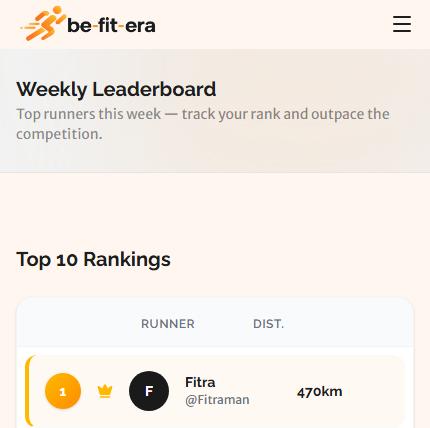 be-fit-era
Weekly Leaderboard
Top runners this week — track your rank and outpace the
competition.
Top 10 Rankings
RUNNER DIST.
1 F Fitra 470km
@Fitraman